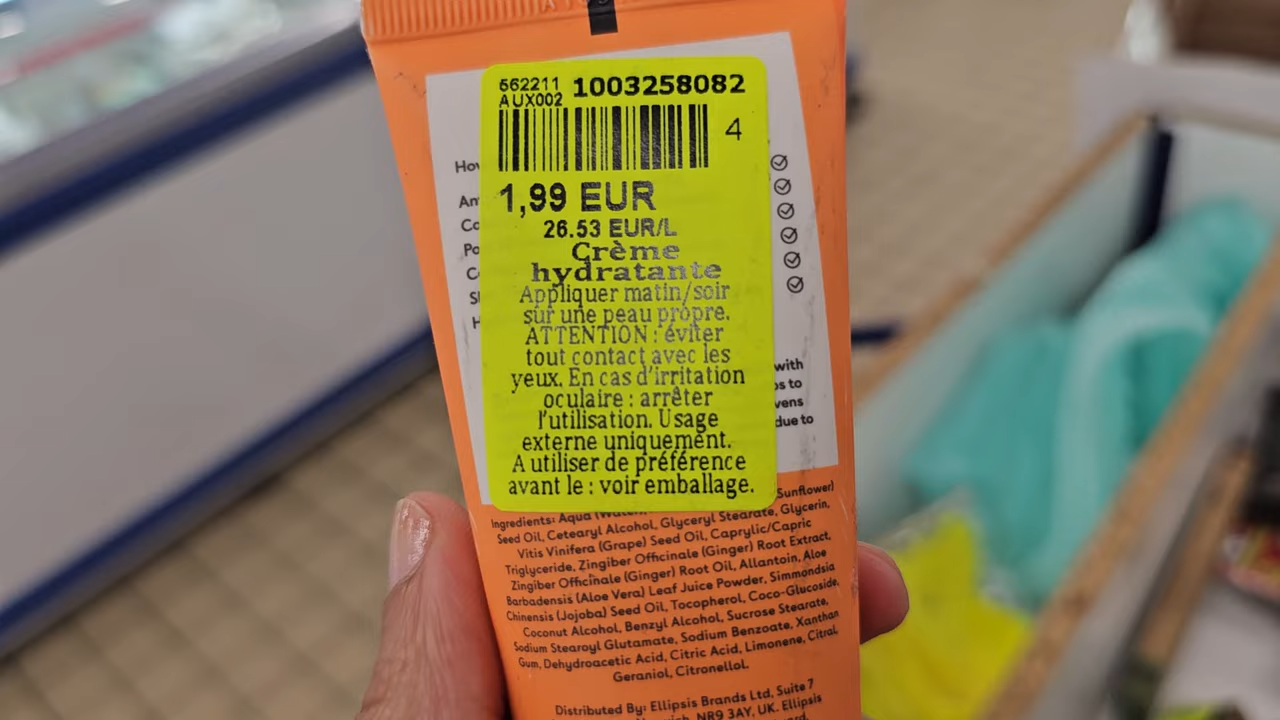 562211 1003258082
AUX002
4
1,99 EUR
26.53 EUR/L
Crème
hydratante
Appliquer matin/soir
sur une peau propre.
ATTENTION : éviter
tout contact avec les
yeux. En cas d'irritation
oculaire : arrêter
l'utilisation. Usage
externe uniquement.
A utiliser de préférence
avant le : voir emballage.
with
to
due to
Sunflower)
Ingredients: Aqua
Seed Oil, Cetearyl Alcohol, Glyceryl Stearate, Glycerin,
Vitis Vinifera (Grape) Seed Oil, Caprylic/Capric
Triglyceride, Zingiber Officinale (Ginger) Root Extract,
Zingiber Officinale (Ginger) Root Oil, Allantoin, Aloe
Barbadensis (Aloe Vera) Leaf Juice Powder, Simmondsia
Chinensis (Jojoba) Seed Oil, Tocopherol, Coco-Glucoside,
Coconut Alcohol, Benzyl Alcohol, Sucrose Stearate,
Sodium Stearoyl Glutamate, Sodium Benzoate, Xanthan
Gum, Dehydroacetic Acid, Citric Acid, Limonene, Citral,
Geraniol, Citronellol.
Distributed By: Ellipsis Brands Ltd, Suite 7
NR9 3AY, UK. Ellipsis